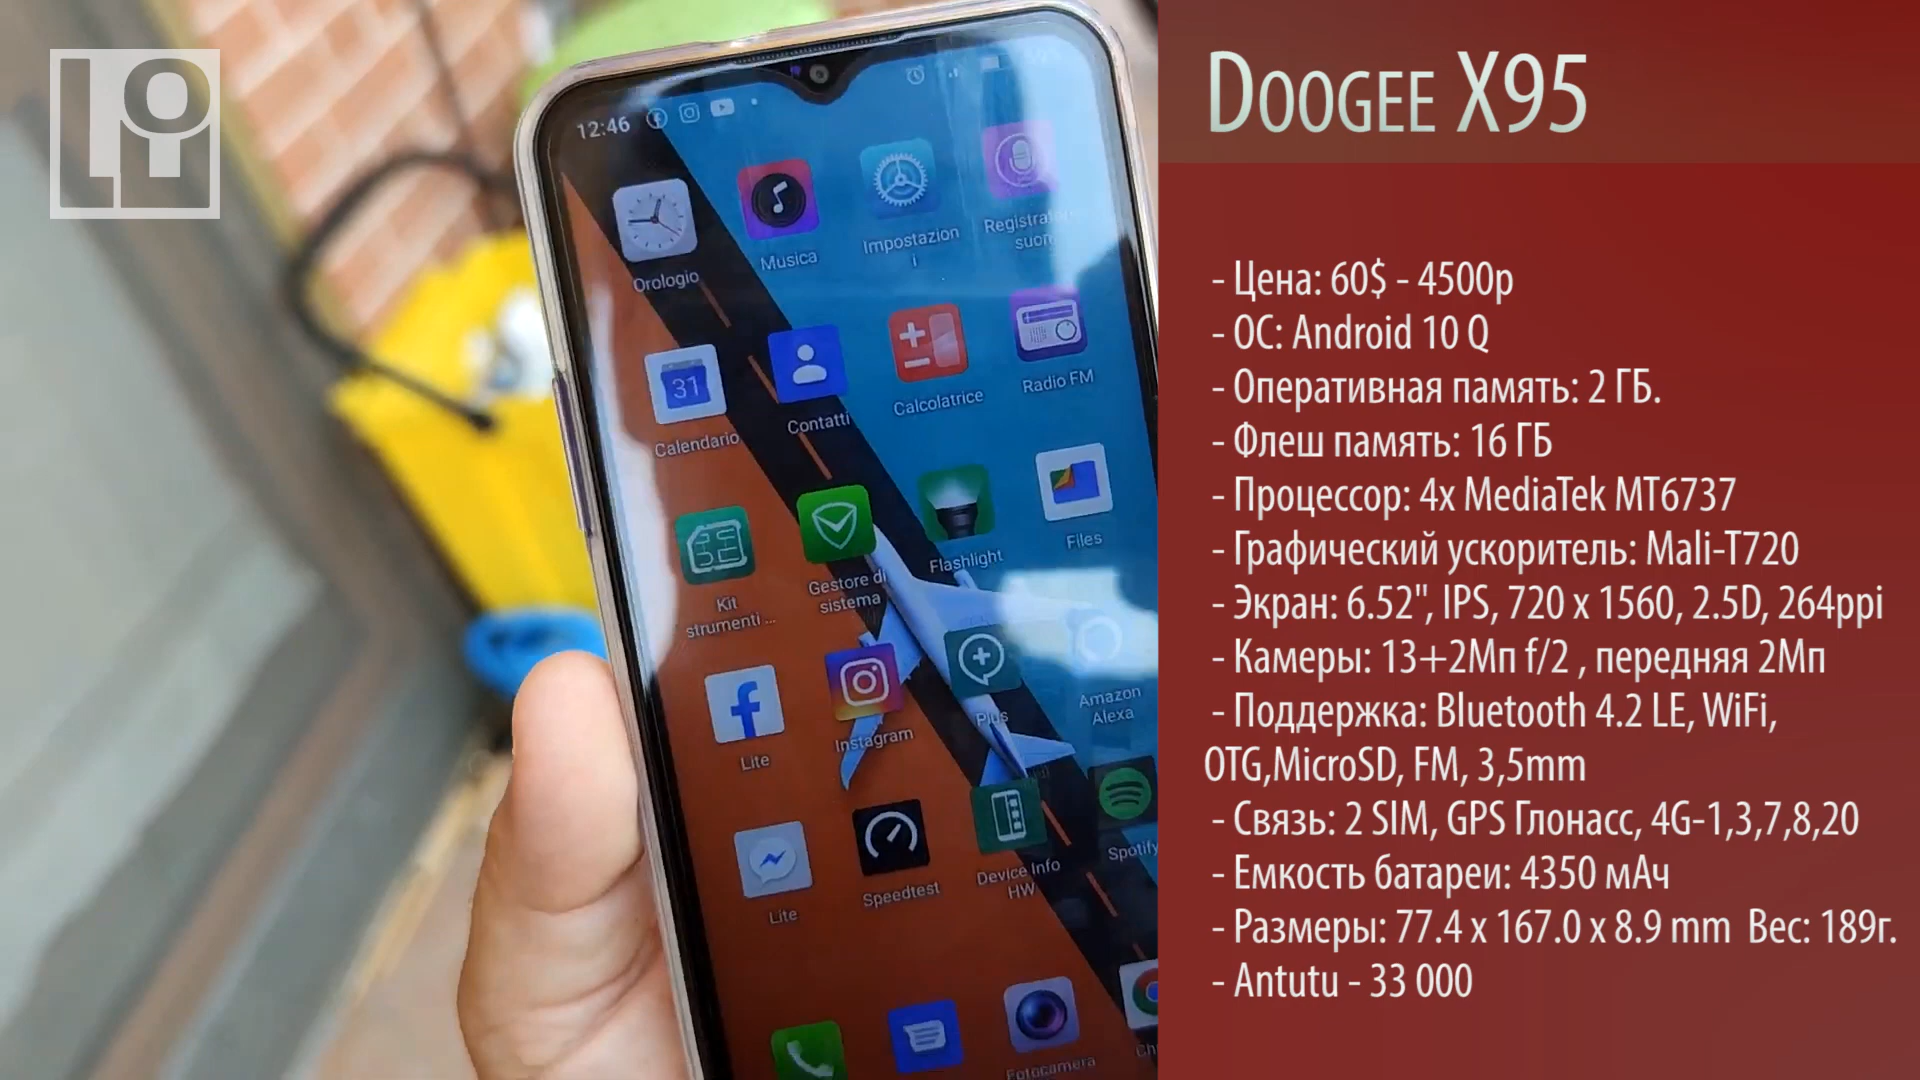 Doogee X95
- Цена: 60$ - 4500р
- ОС: Android 10 Q
- Оперативная память: 2 ГБ.
- Флеш память: 16 ГБ
- Процессор: 4x MediaTek MT6737
- Графический ускоритель: Mali-T720
- Экран: 6.52", IPS, 720 x 1560, 2.5D, 264ppi
- Камеры: 13+2Мп f/2 , передняя 2Мп
- Поддержка: Bluetooth 4.2 LE, WiFi,
OTG,MicroSD, FM, 3,5mm
- Связь: 2 SIM, GPS Глонасс, 4G-1,3,7,8,20
- Емкость батареи: 4350 мАч
- Размеры: 77.4 x 167.0 x 8.9 mm Вес: 189г.
- Antutu - 33 000
12:46
Orologio
Musica
Impostazion
i
suon
Calendario
31
Contatti
Calcolatrice
Radio FM
Kit
strumenti ...
Gestore di
sistema
Flashlight
Files
Lite
Instagram
Plus
Amazon
Alexa
Lite
Speedtest
Device Info
HW
Spotify
Fotocamera